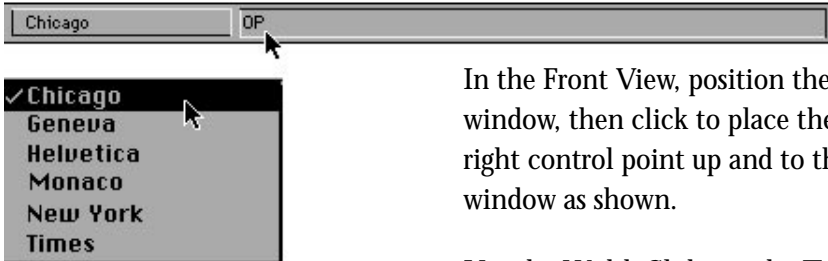 Chicago OP
✓Chicago
Geneva
Helvetica
Monaco
New York
Times
In the Front View, position the
window, then click to place the
right control point up and to th
window as shown.